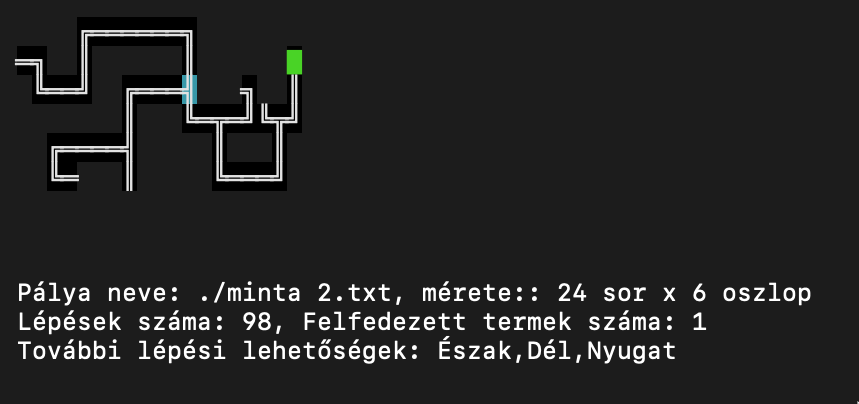 Pálya neve: ./minta 2.txt, mérete:: 24 sor x 6 oszlop
Lépések száma: 98, Felfedezett termek száma: 1
További lépési lehetőségek: Észak,Dél,Nyugat